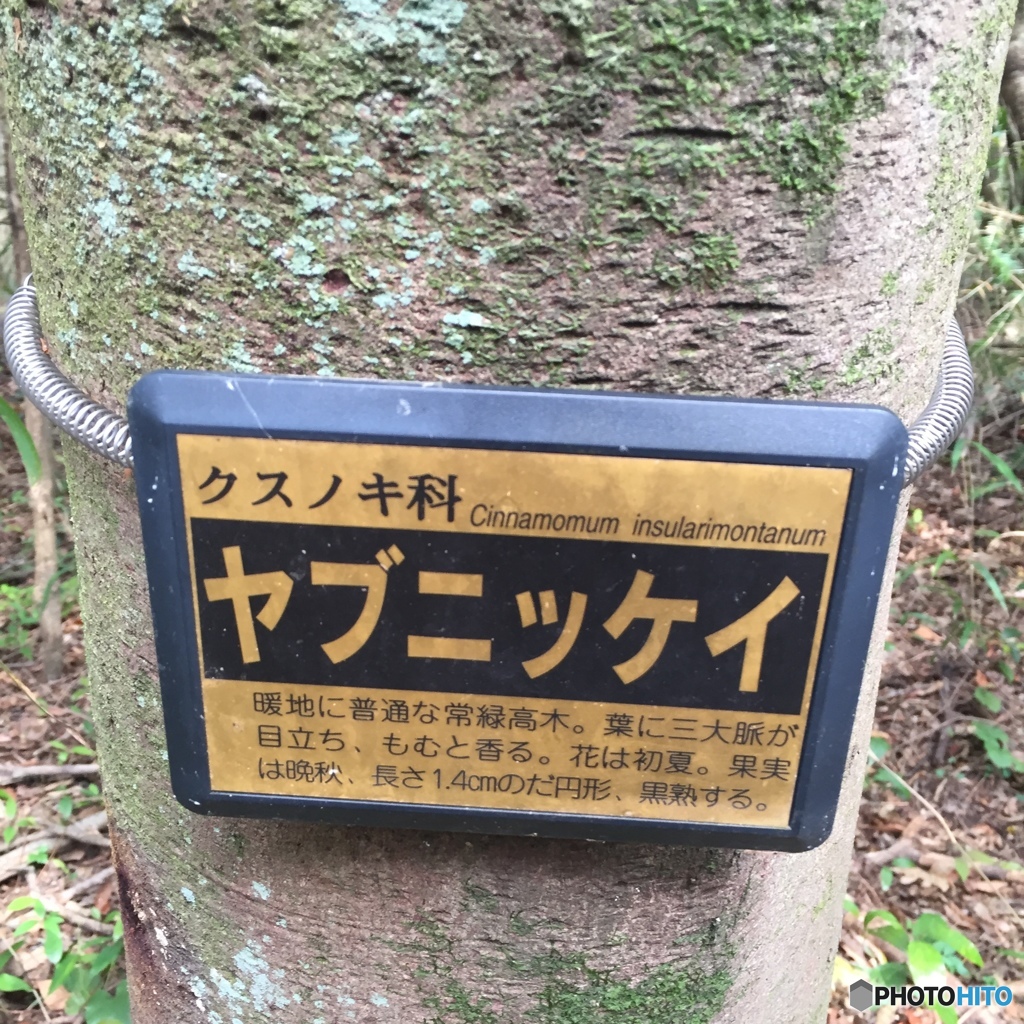 クスノキ科 Cinnamomum insularimontanum
ヤブニッケイ
暖地に普通な常緑高木。葉に三大脈が
目立ち、もむと香る。花は初夏。果実
は晩秋、長さ1.4cmのだ円形、黒熟する。
PHOTOHITO